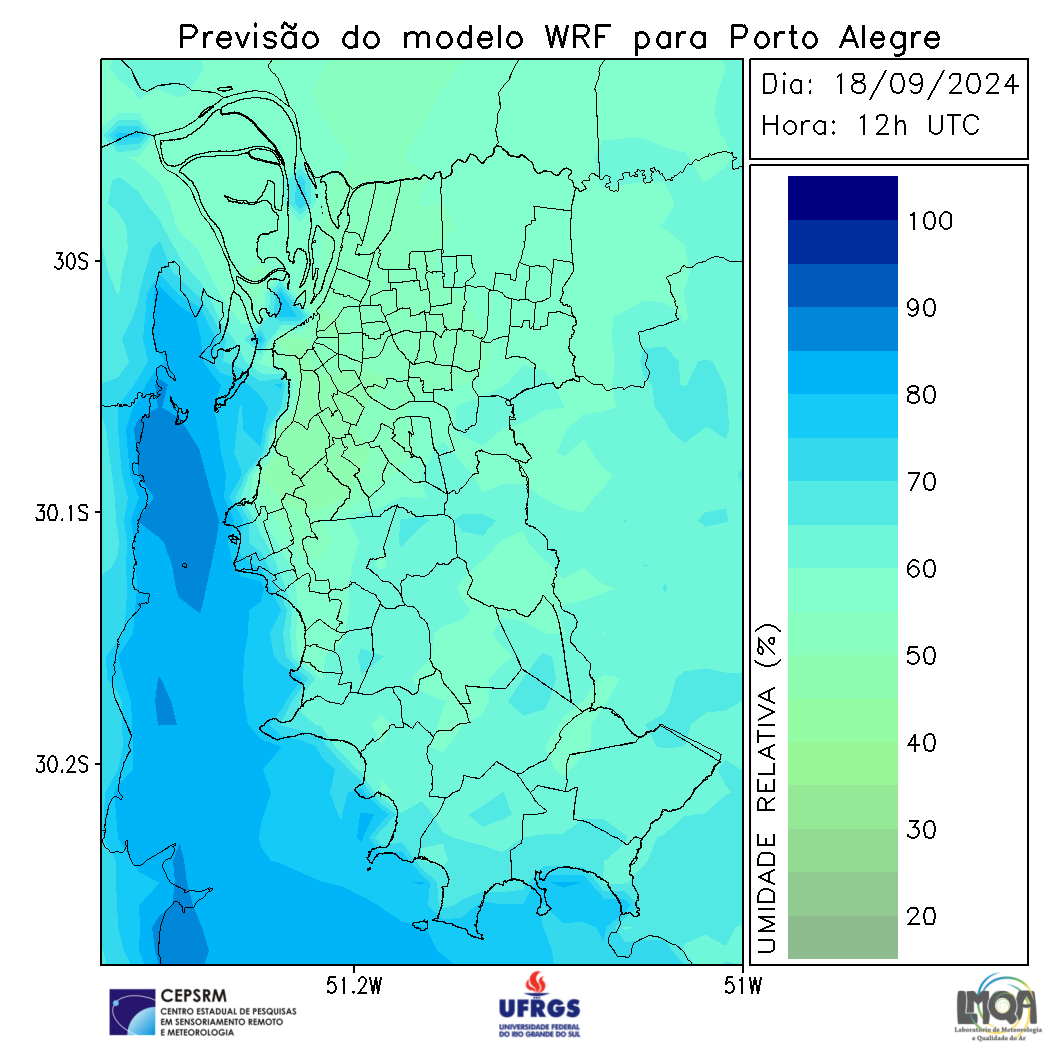 Previsão do modelo WRF para Porto Alegre
Dia: 18/09/2024
Hora: 12h UTC
30S
30.1S
30.2S
51.2W
51W
100
90
80
70
60
50
40
30
20
UMIDADE RELATIVA (%)
CEPSRM
CENTRO ESTADUAL DE PESQUISAS
EM SENSORIAMENTO REMOTO
E METEOROLOGIA
UFRGS
UNIVERSIDADE FEDERAL
DO RIO GRANDE DO SUL
LMQA
Laboratório de Meteorologia
e Qualidade do Ar